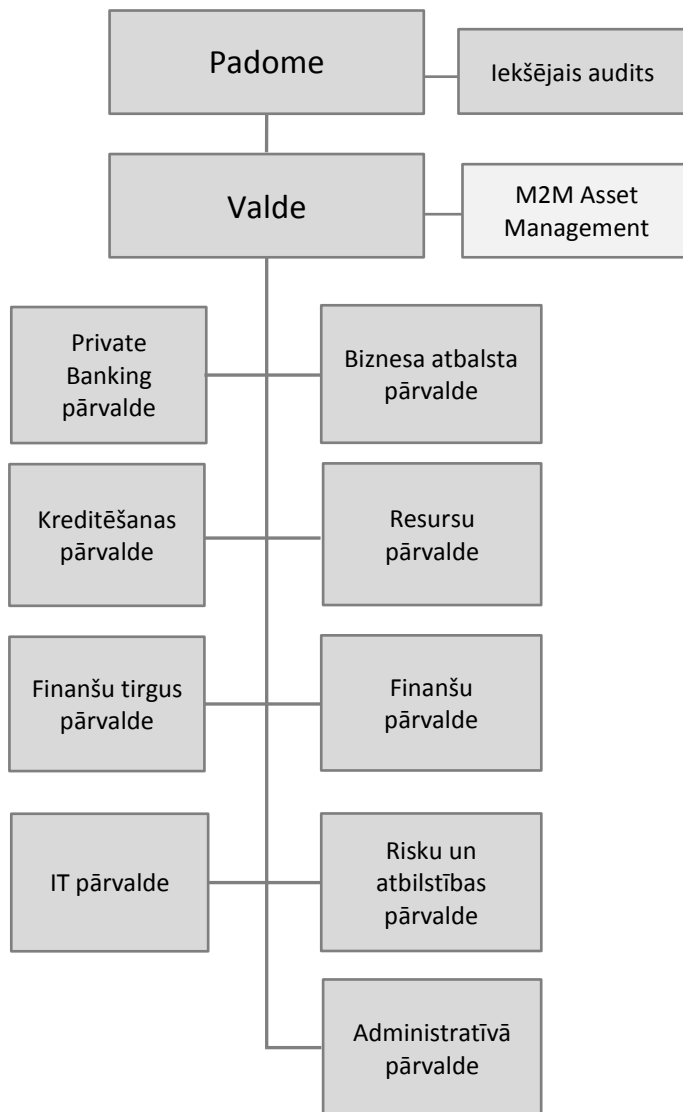 Padome
Iekšējais audits
Valde
M2M Asset
Management
Private
Banking
pārvalde
Biznesa atbalsta
pārvalde
Kreditēšanas
pārvalde
Resursu
pārvalde
Finanšu tirgus
pārvalde
Finanšu
pārvalde
IT pārvalde
Risku un
atbilstības
pārvalde
Administratīvā
pārvalde